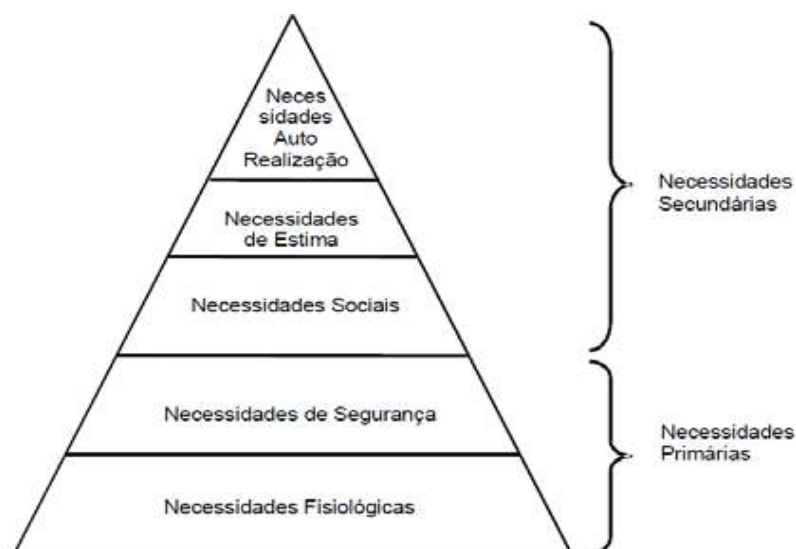 Neces
sidades
Auto
Realização
Necessidades
de Estima
Necessidades Sociais
Necessidades de Segurança
Necessidades Fisiológicas
Necessidades
Secundárias
Necessidades
Primárias